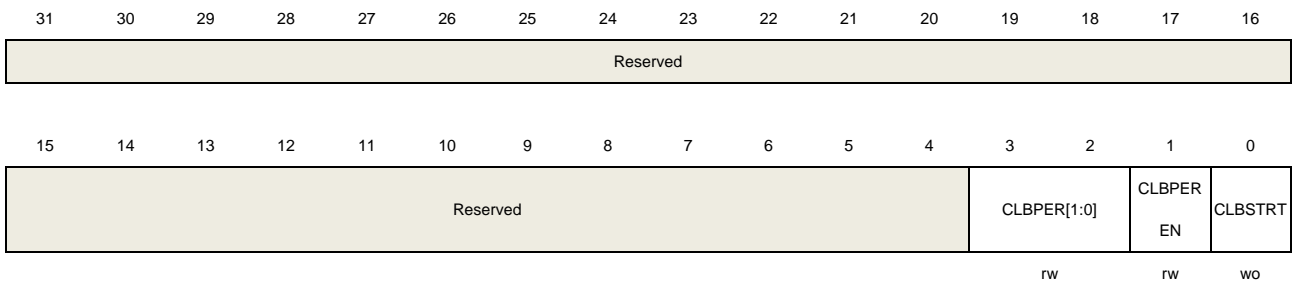 31 30 29 28 27 26 25 24 23 22 21 20 19 18 17 16
Reserved
15 14 13 12 11 10 9 8 7 6 5 4 3 2 1 0
Reserved CLBPER[1:0] CLBPER EN CLBSTRT
rw rw wo